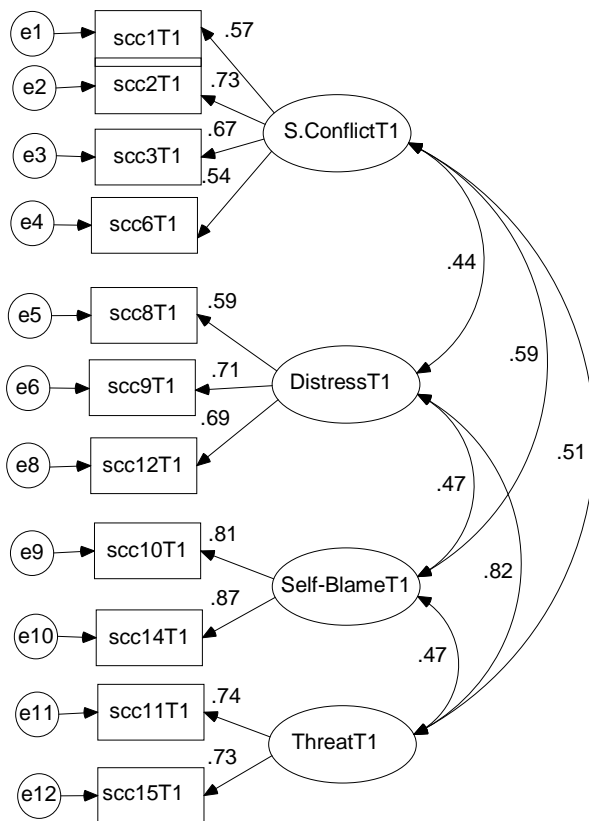 e1
scc1T1
.57
e2
scc2T1
.73
S.ConflictT1
e3
scc3T1
.67
.54
e4
scc6T1
.44
e5
scc8T1
.59
.59
e6
scc9T1
.71
DistressT1
.69
.51
e8
scc12T1
.47
e9
scc10T1
.81
.82
Self-BlameT1
.87
e10
scc14T1
.47
e11
scc11T1
.74
ThreatT1
.73
e12
scc15T1